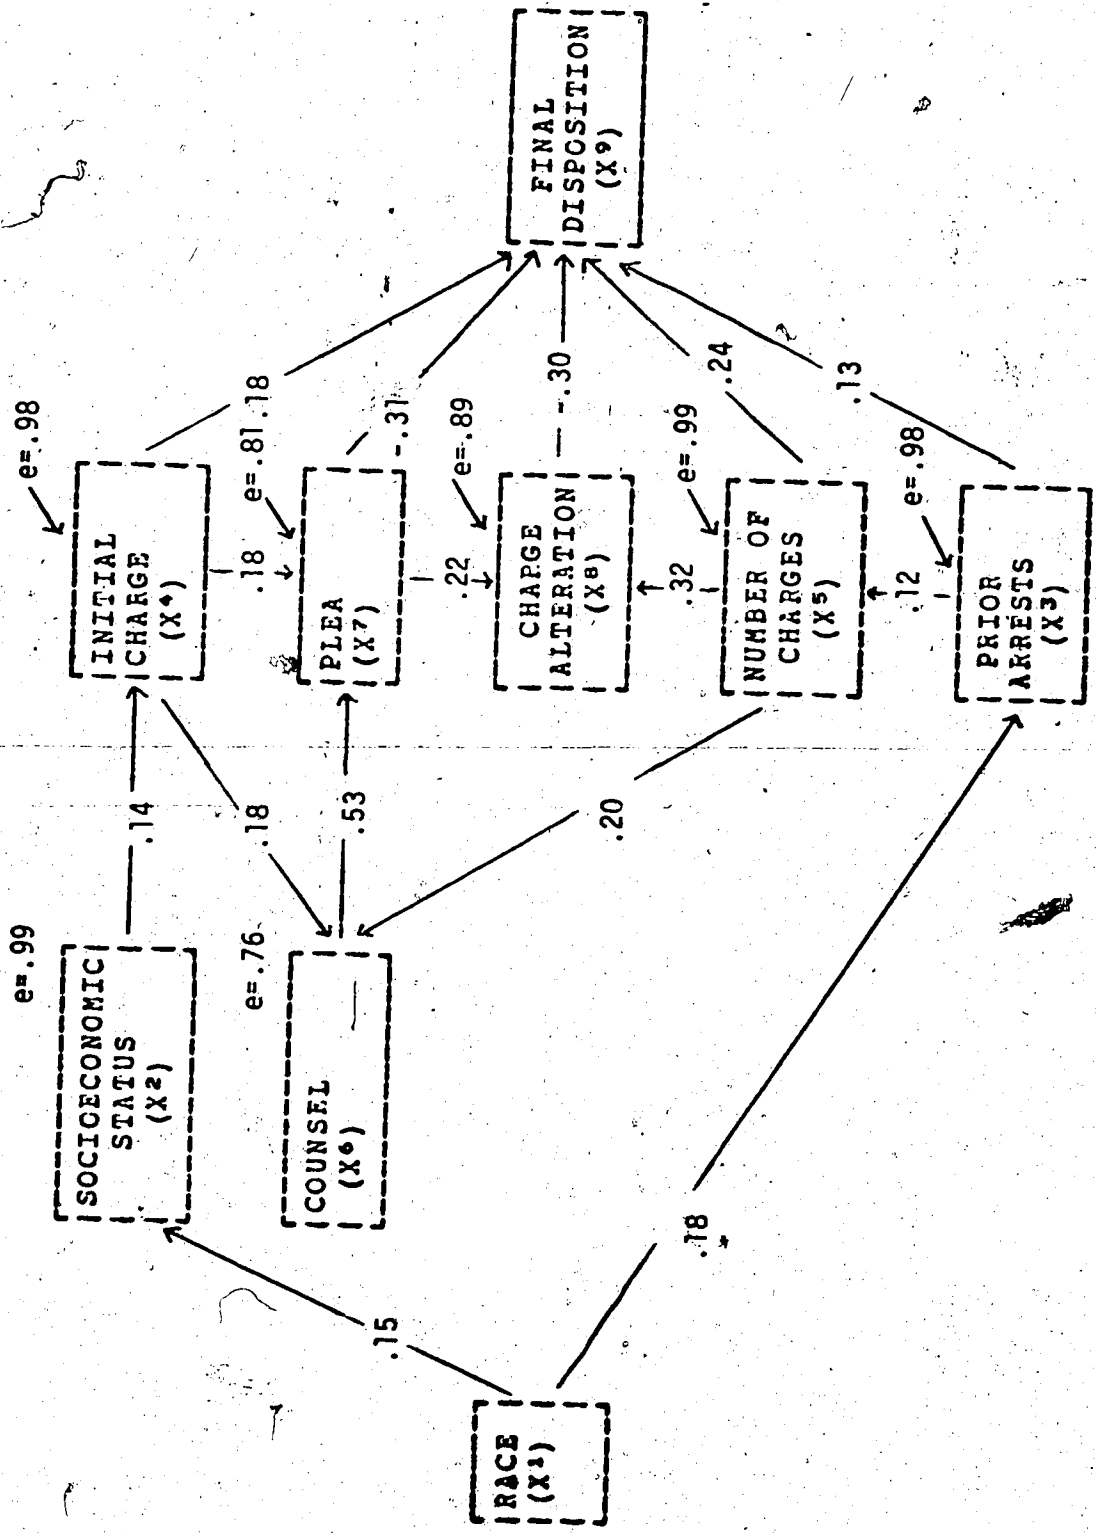 e=.99
SOCIOECONOMIC
STATUS
(X²)
.14
e=.98
INITIAL
CHARGE
(X⁴)
.18
.15
.18
.18
e=.76
COUNSEL
(X⁶)
.53
e=.81
PLEA
(X⁷)
-.31
.22
RACE
(X¹)
e=.89
CHARGE
ALTERATION
(X⁸)
-.30
FINAL
DISPOSITION
(X⁹)
.32
.20
e=.99
NUMBER OF
CHARGES
(X⁵)
.24
.12
.18
e=.98
PRIOR
ARRESTS
(X³)
.13